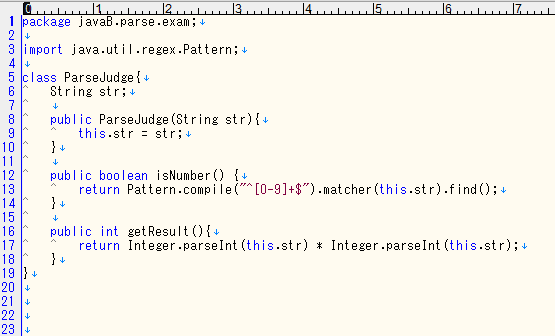 0 1 2 3 4 5 6 7
1 package javaB.parse.exam;↓
2 ↓
3 import java.util.regex.Pattern;↓
4 ↓
5 class ParseJudge{↓
6 ^ String str;↓
7 ^ ↓
8 ^ public ParseJudge(String str){↓
9 ^ ^ this.str = str;↓
10 ^ }↓
11 ^ ↓
12 ^ public boolean isNumber() {↓
13 ^ ^ return Pattern.compile("^[0-9]+$").matcher(this.str).find();↓
14 ^ }↓
15 ^ ↓
16 ^ public int getResult(){↓
17 ^ ^ return Integer.parseInt(this.str) * Integer.parseInt(this.str);↓
18 ^ }↓
19 }↓
20 ↓
21 ↓
22 ↓
23 ↓